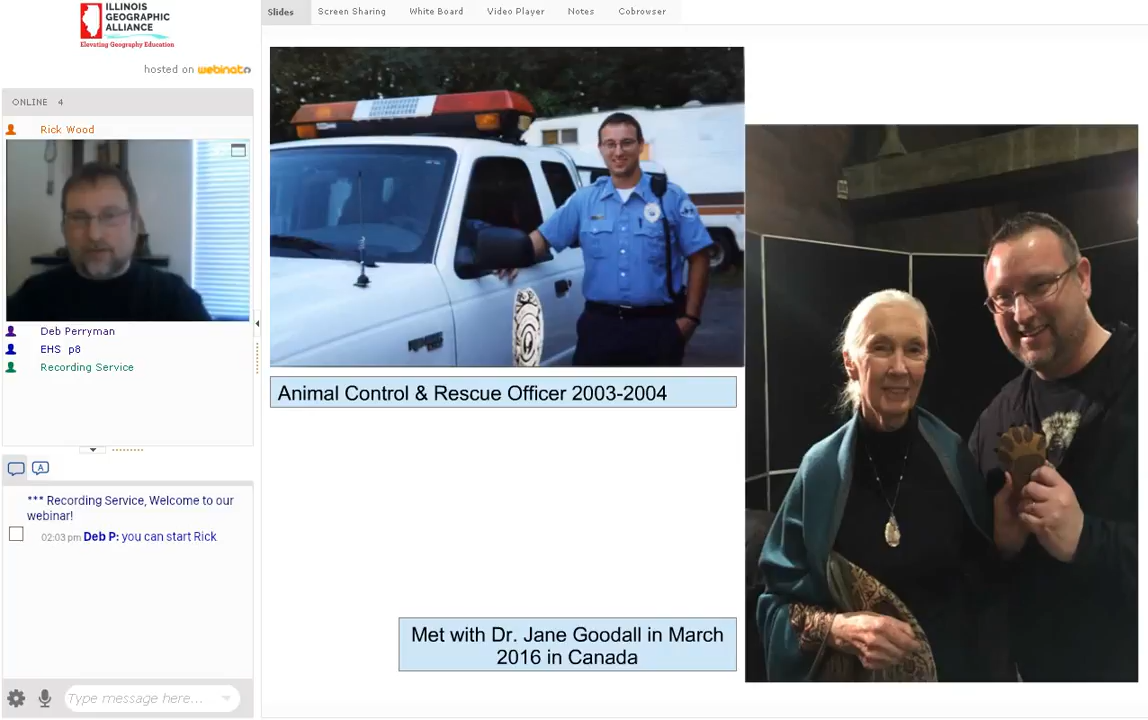 ILLINOIS
GEOGRAPHIC
ALLIANCE
Elevating Geography Education
hosted on webinato
ONLINE 4
Rick Wood
Deb Perryman
EHS p8
Recording Service
A
*** Recording Service, Welcome to our
webinar!
02:03 pm Deb P: you can start Rick
Type message here...
Slides Screen Sharing White Board Video Player Notes Cobrowser
Animal Control & Rescue Officer 2003-2004
Met with Dr. Jane Goodall in March
2016 in Canada